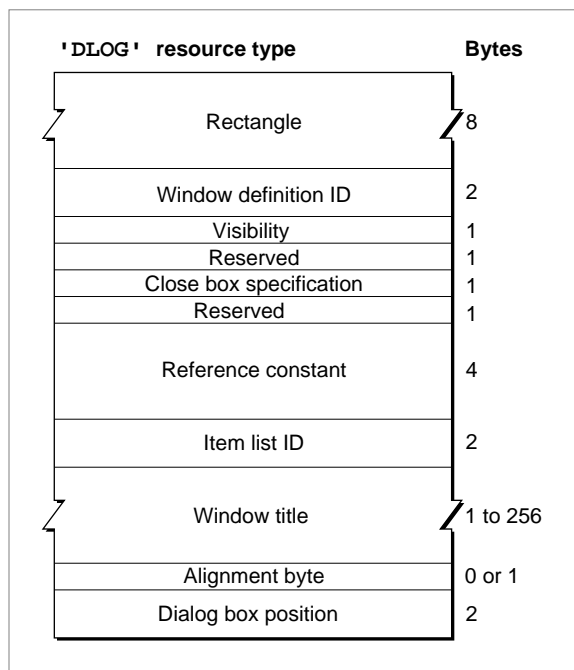 'DLOG' resource type Bytes
Rectangle 8
Window definition ID 2
Visibility 1
Reserved 1
Close box specification 1
Reserved 1
Reference constant 4
Item list ID 2
Window title 1 to 256
Alignment byte 0 or 1
Dialog box position 2